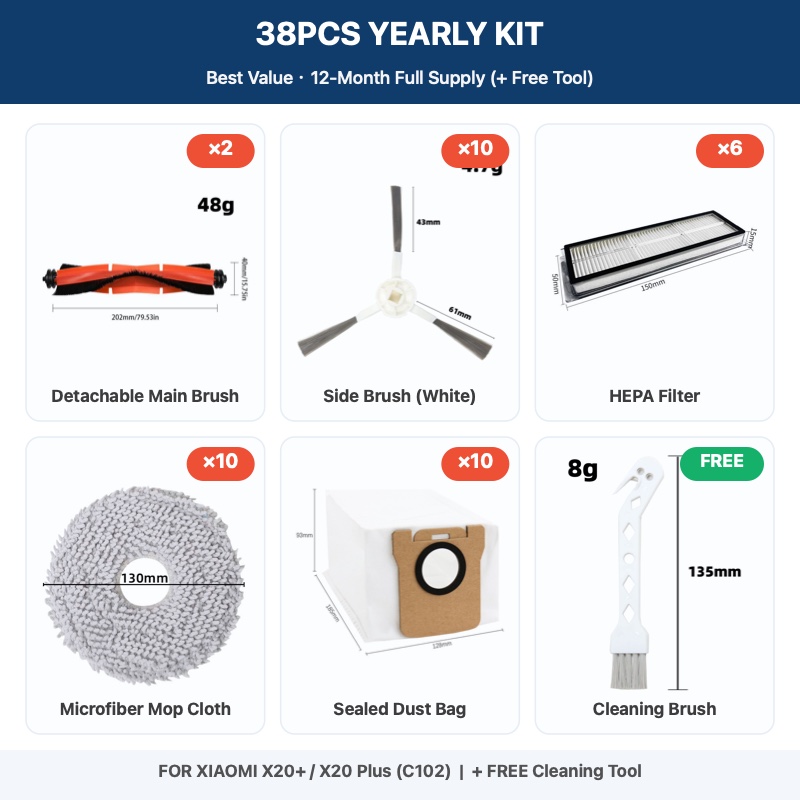 38PCS YEARLY KIT
Best Value · 12-Month Full Supply (+ Free Tool)
×2
48g
40mm/15.75in
202mm/79.53in
Detachable Main Brush
×10
43mm
61mm
Side Brush (White)
×6
15mm
50mm
150mm
HEPA Filter
×10
130mm
Microfiber Mop Cloth
×10
93mm
185mm
128mm
Sealed Dust Bag
FREE
8g
135mm
Cleaning Brush
FOR XIAOMI X20+ / X20 Plus (C102) | + FREE Cleaning Tool